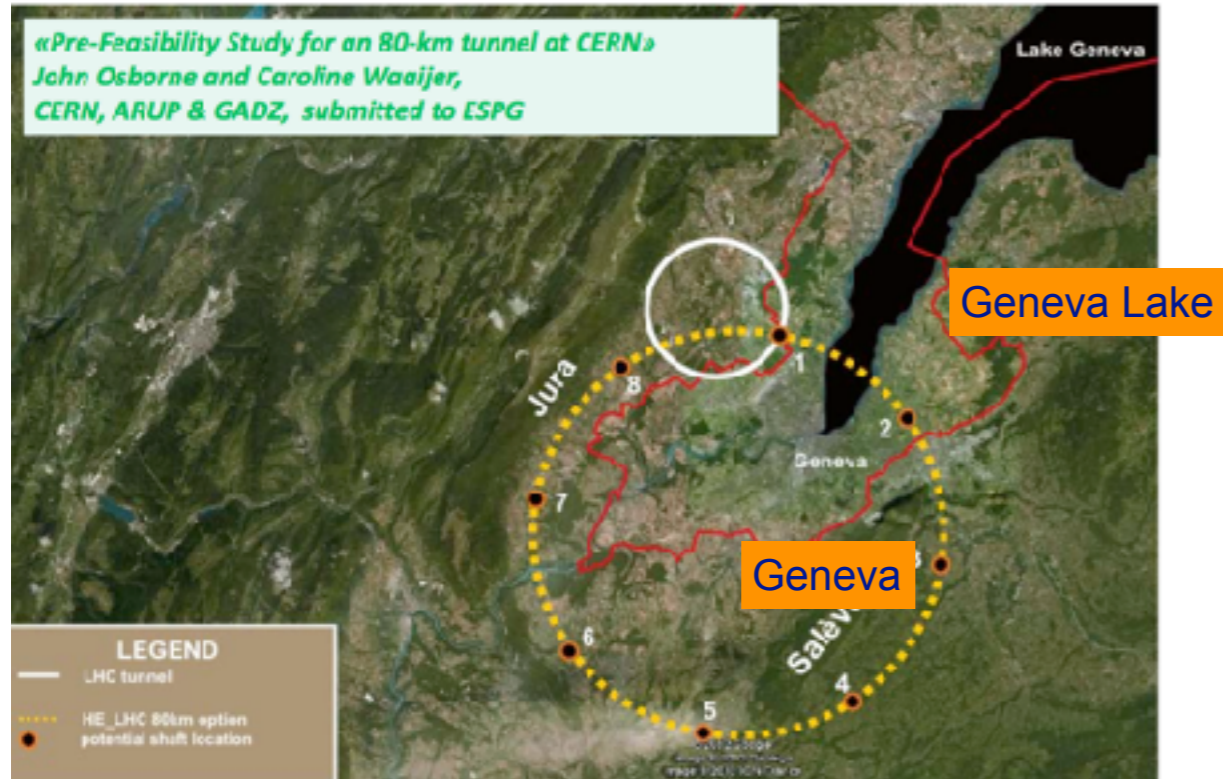 «Pre-Feasibility Study for an 80-km tunnel at CERN»
John Osborne and Caroline Waaijer,
CERN, ARUP & GADZ, submitted to ESPG
Lake Geneva
Geneva Lake
1
8
Jura
2
Geneva
7
Geneva
3
Salève
6
4
5
LEGEND
LHC tunnel
HE_LHC 80km option
potential shaft location